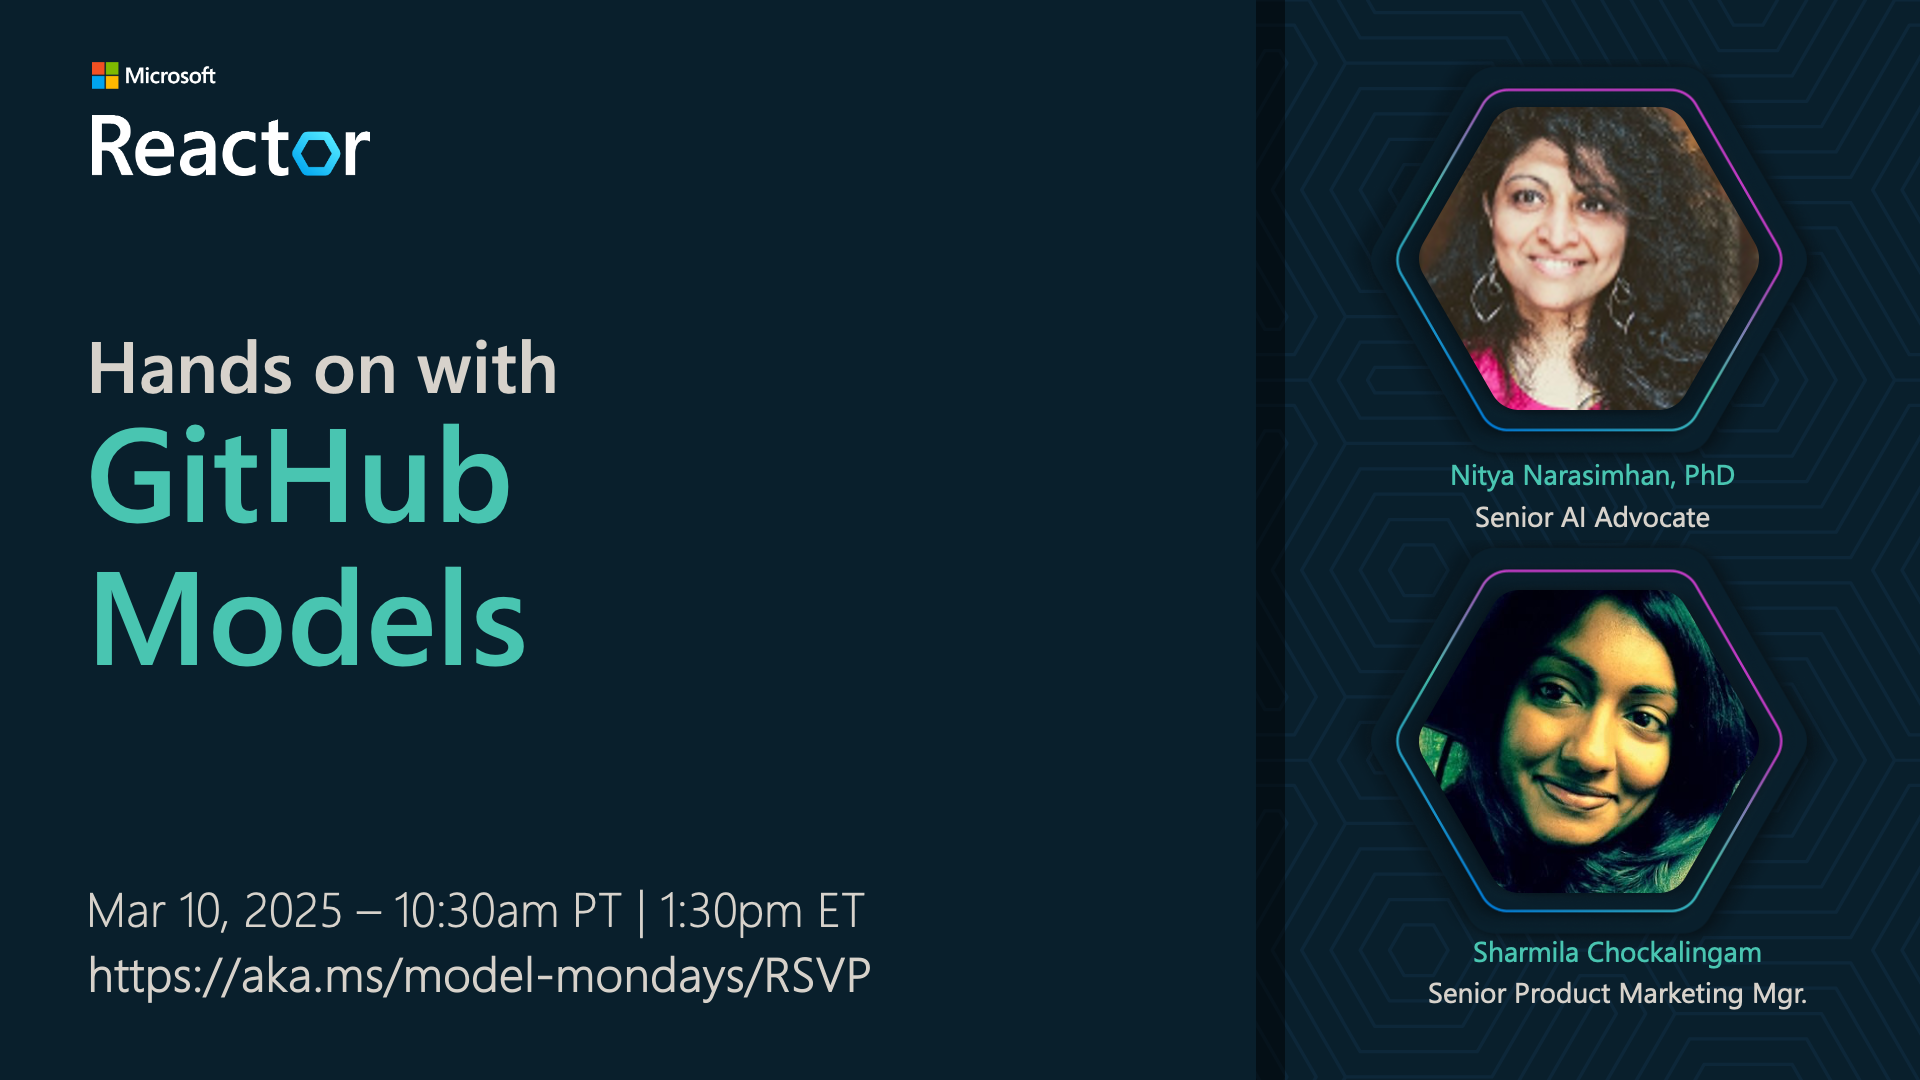 Microsoft
Reactor
Hands on with
GitHub
Models
Mar 10, 2025 – 10:30am PT | 1:30pm ET
https://aka.ms/model-mondays/RSVP
Nitya Narasimhan, PhD
Senior AI Advocate
Sharmila Chockalingam
Senior Product Marketing Mgr.